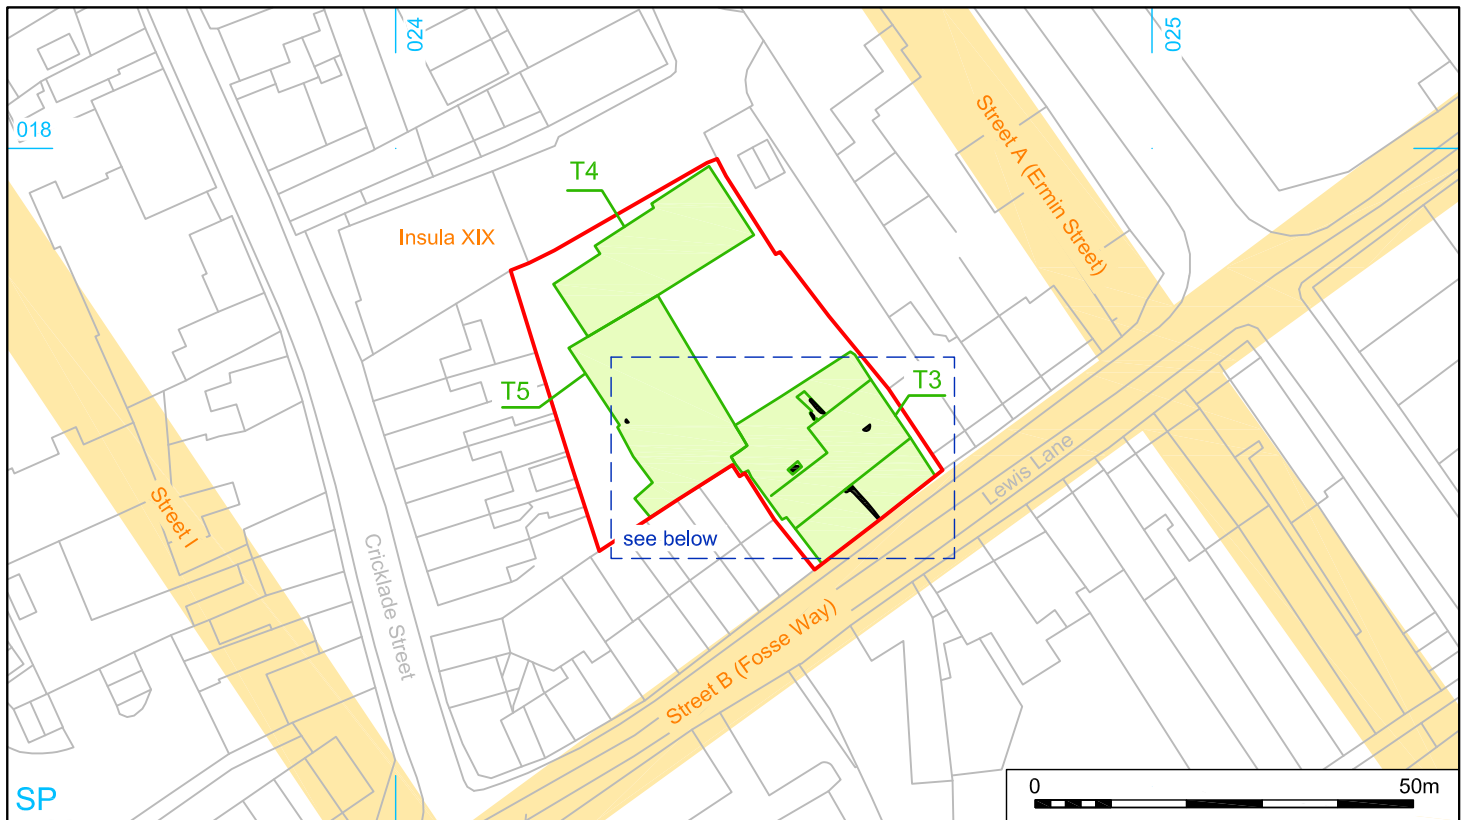 024
025
018
Street A (Ermin Street)
T4
Insula XIX
T5
T3
Lewis Lane
Street I
see below
Cricklade Street
Street B (Fosse Way)
SP
0 50m